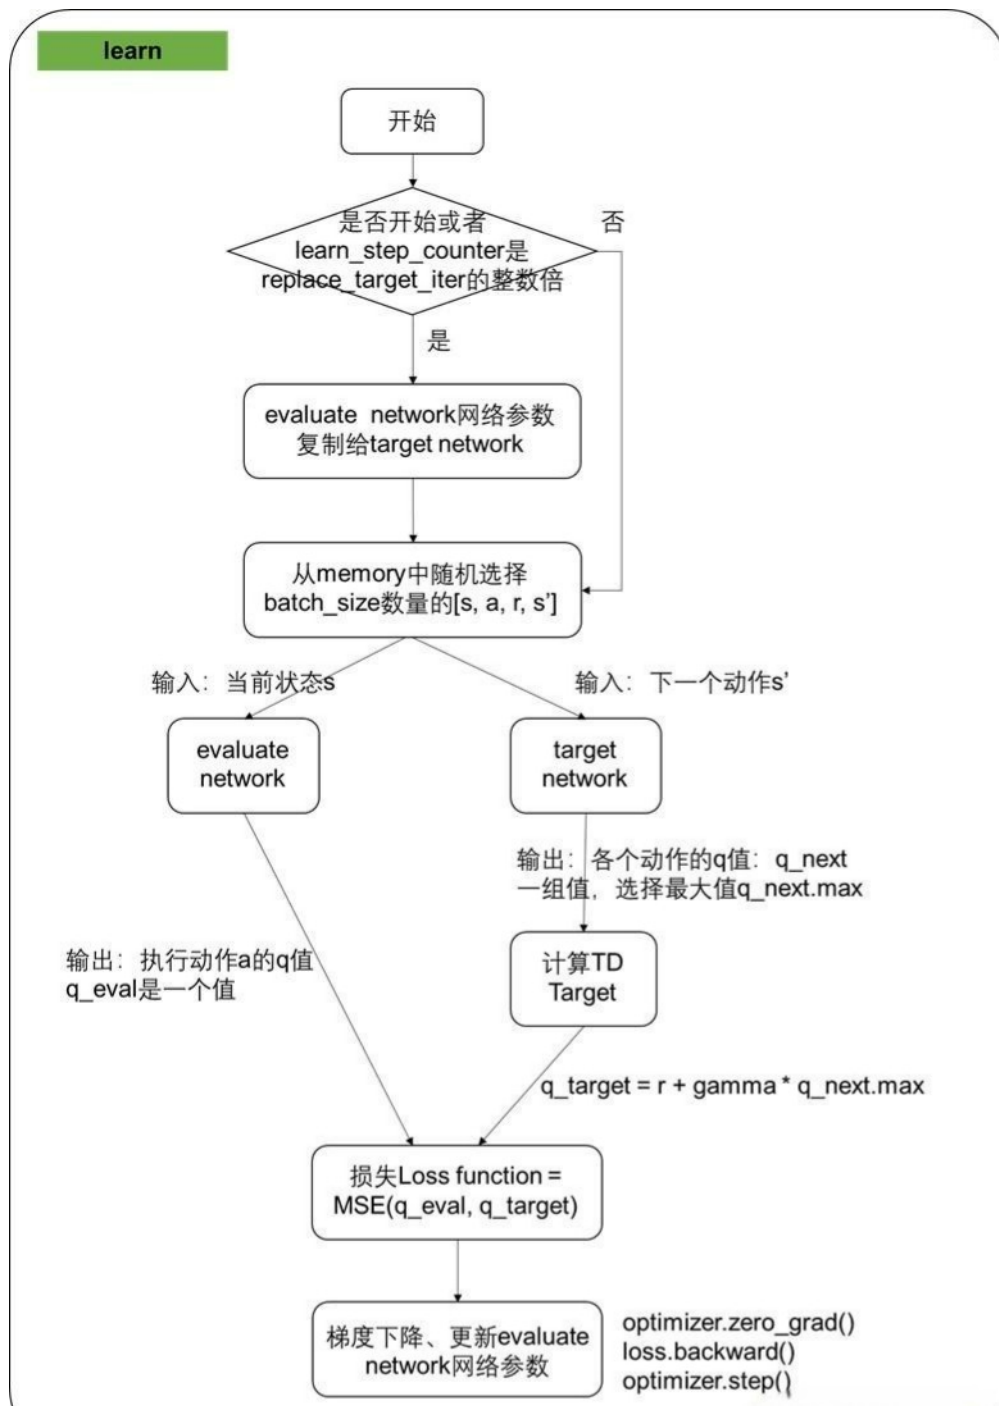 learn
开始
是否开始或者
learn_step_counter是
replace_target_iter的整数倍
否
是
evaluate network网络参数
复制给target network
从memory中随机选择
batch_size数量的[s, a, r, s’]
输入：当前状态s
输入：下一个动作s’
evaluate
network
target
network
输出：各个动作的q值：q_next
一组值，选择最大值q_next.max
输出：执行动作a的q值
q_eval是一个值
计算TD
Target
q_target = r + gamma * q_next.max
损失Loss function =
MSE(q_eval, q_target)
梯度下降、更新evaluate
network网络参数
optimizer.zero_grad()
loss.backward()
optimizer.step()